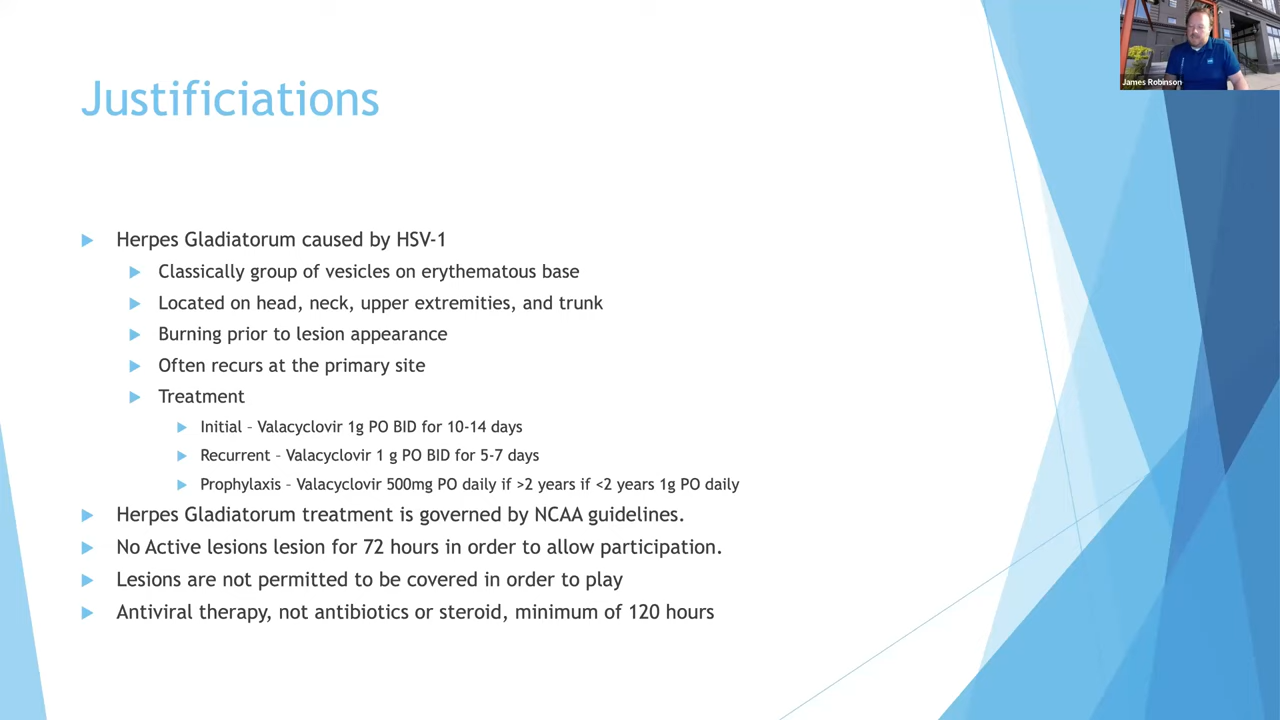 Justificiations
James Robinson
Herpes Gladiatorum caused by HSV-1
Classically group of vesicles on erythematous base
Located on head, neck, upper extremities, and trunk
Burning prior to lesion appearance
Often recurs at the primary site
Treatment
Initial – Valacyclovir 1g PO BID for 10-14 days
Recurrent – Valacyclovir 1 g PO BID for 5-7 days
Prophylaxis – Valacyclovir 500mg PO daily if >2 years if <2 years 1g PO daily
Herpes Gladiatorum treatment is governed by NCAA guidelines.
No Active lesions lesion for 72 hours in order to allow participation.
Lesions are not permitted to be covered in order to play
Antiviral therapy, not antibiotics or steroid, minimum of 120 hours